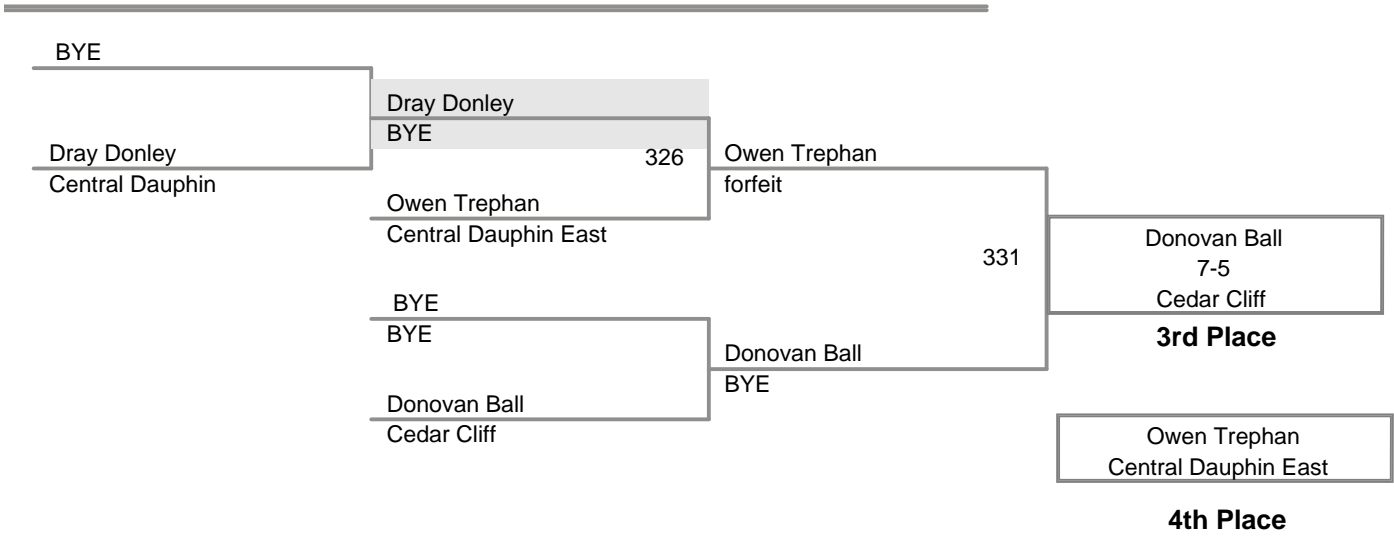 BYE
Dray Donley
Central Dauphin
Dray Donley
BYE
326
Owen Trephan
Central Dauphin East
BYE
BYE
Donovan Ball
Cedar Cliff
Owen Trephan
forfeit
331
Donovan Ball
BYE
Donovan Ball
7-5
Cedar Cliff
3rd Place
Owen Trephan
Central Dauphin East
4th Place